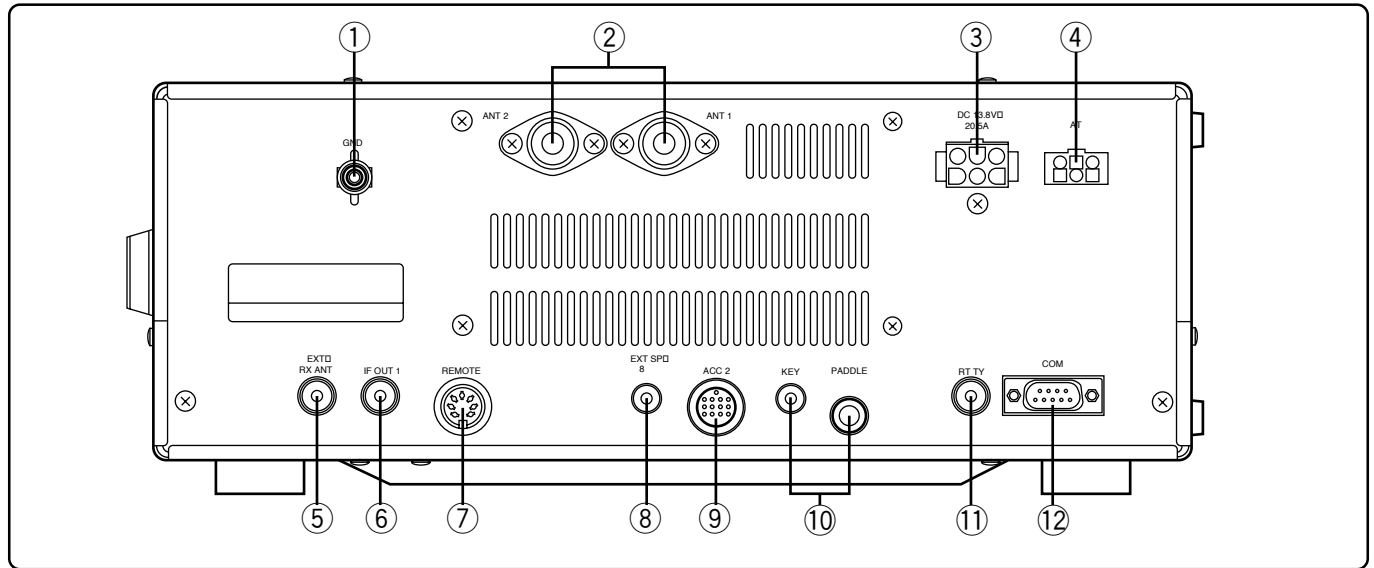 ① ② ③ ④
ANT 2
ANT 1
DC 13.8V□
20.5A
AT
GND
EXT□
RX ANT
IF OUT 1
REMOTE
EXT SP□
8
ACC 2
KEY
PADDLE
RT TY
COM
⑤ ⑥ ⑦ ⑧ ⑨ ⑩ ⑪ ⑫